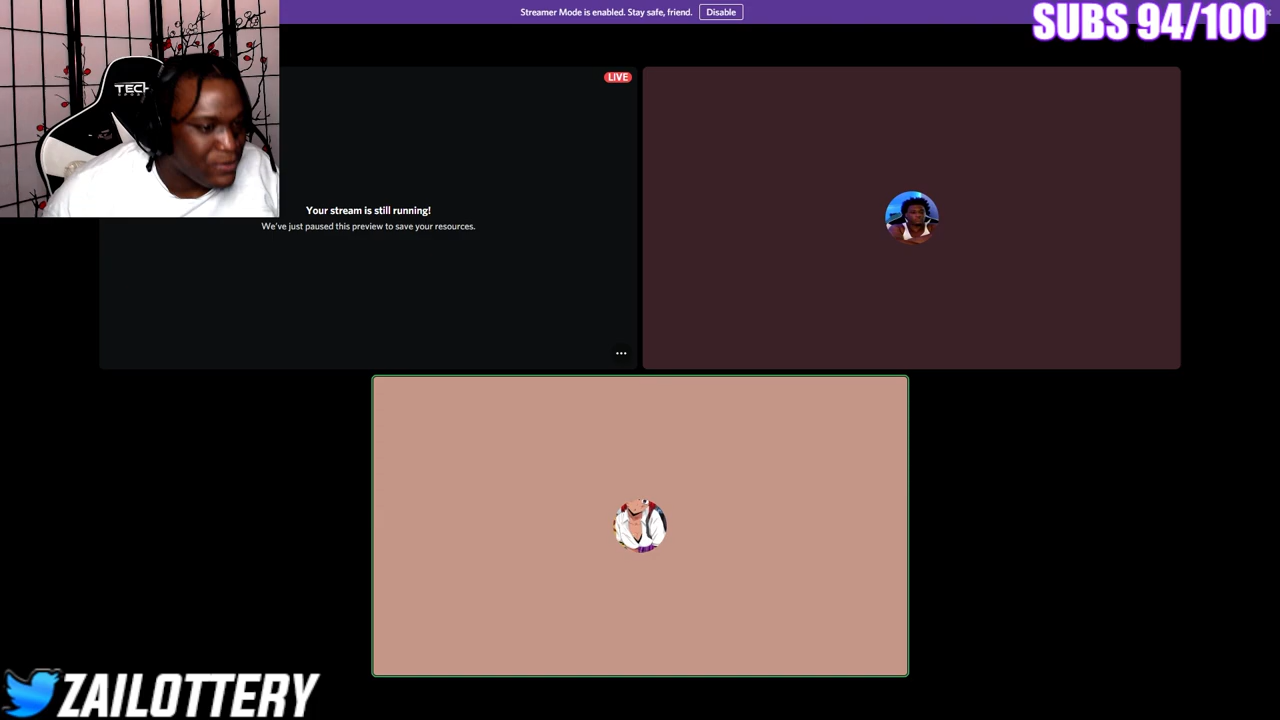 Streamer Mode is enabled. Stay safe, friend. Disable
SUBS 94/100
TECH
LIVE
Your stream is still running!
We've just paused this preview to save your resources.
ZAILOTTERY